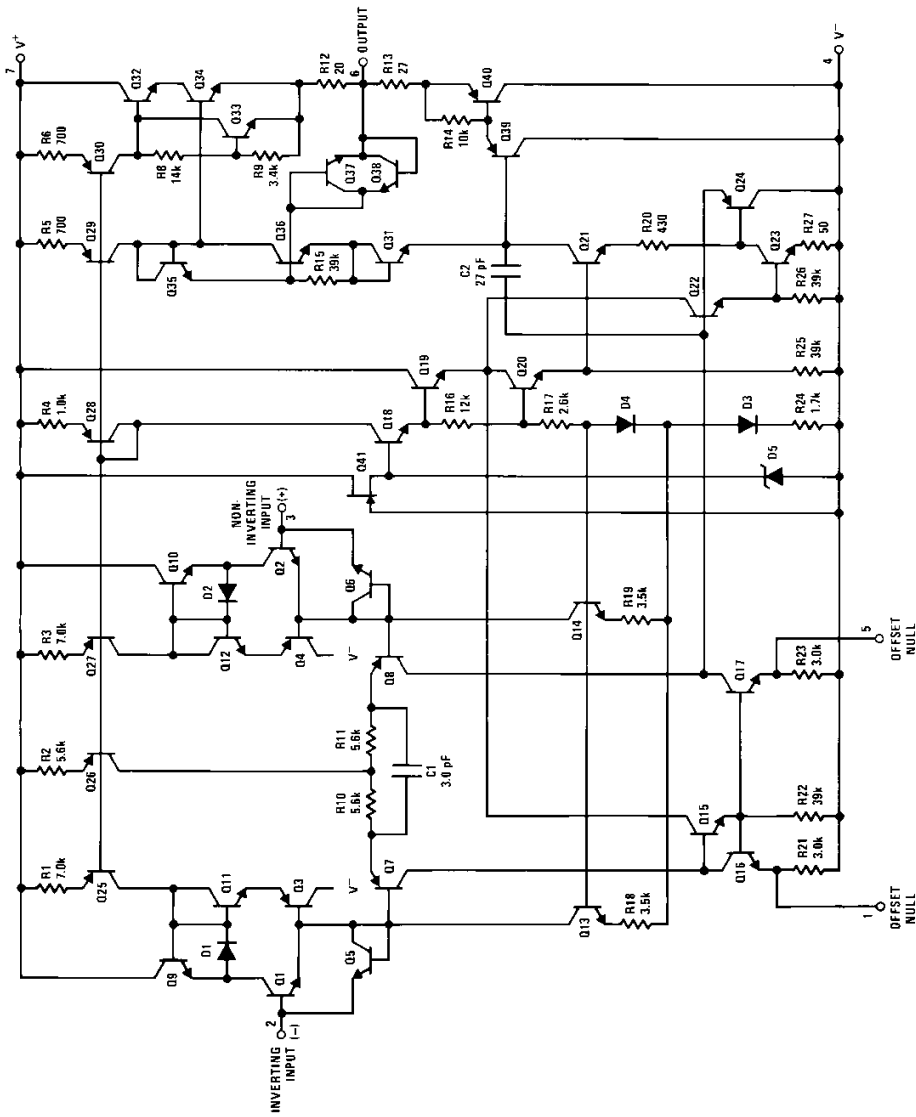 7 V+
R1
7.0k
R2
5.6k
R3
7.0k
R4
1.0k
R5
700
R6
700
Q25
Q26
Q27
Q28
Q29
Q30
Q32
Q9
Q11
D1
Q10
Q12
D2
Q35
R8
14k
Q34
Q33
R9
3.4k
INVERTING
INPUT
2
(−)
Q1
Q3
V−
Q4
V−
Q2
NON-
INVERTING
INPUT
3
(+)
Q41
Q18
Q36
R15
39k
Q37
Q38
R12
20
6
OUTPUT
R13
27
Q5
Q7
R10
5.6k
R11
5.6k
C1
3.0 pF
Q8
Q6
Q19
R16
12k
Q31
R14
10k
Q40
Q39
C2
27 pF
Q20
R17
2.6k
Q13
R18
3.5k
Q14
R19
3.5k
D4
D3
D5
R24
1.7k
R25
39k
Q21
R20
430
Q22
Q24
Q23
R26
39k
R27
50
Q15
Q16
R21
3.0k
R22
39k
Q17
R23
3.0k
4 V−
1
OFFSET
NULL
5
OFFSET
NULL